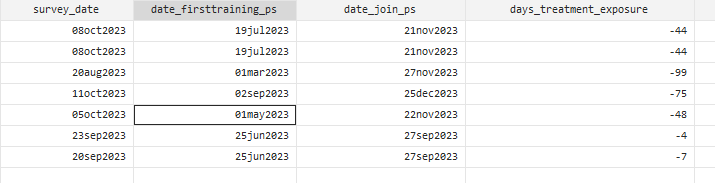 survey_date date_firsttraining_ps date_join_ps days_treatment_exposure
08oct2023 19jul2023 21nov2023 -44
08oct2023 19jul2023 21nov2023 -44
20aug2023 01mar2023 27nov2023 -99
11oct2023 02sep2023 25dec2023 -75
05oct2023 01may2023 22nov2023 -48
23sep2023 25jun2023 27sep2023 -4
20sep2023 25jun2023 27sep2023 -7